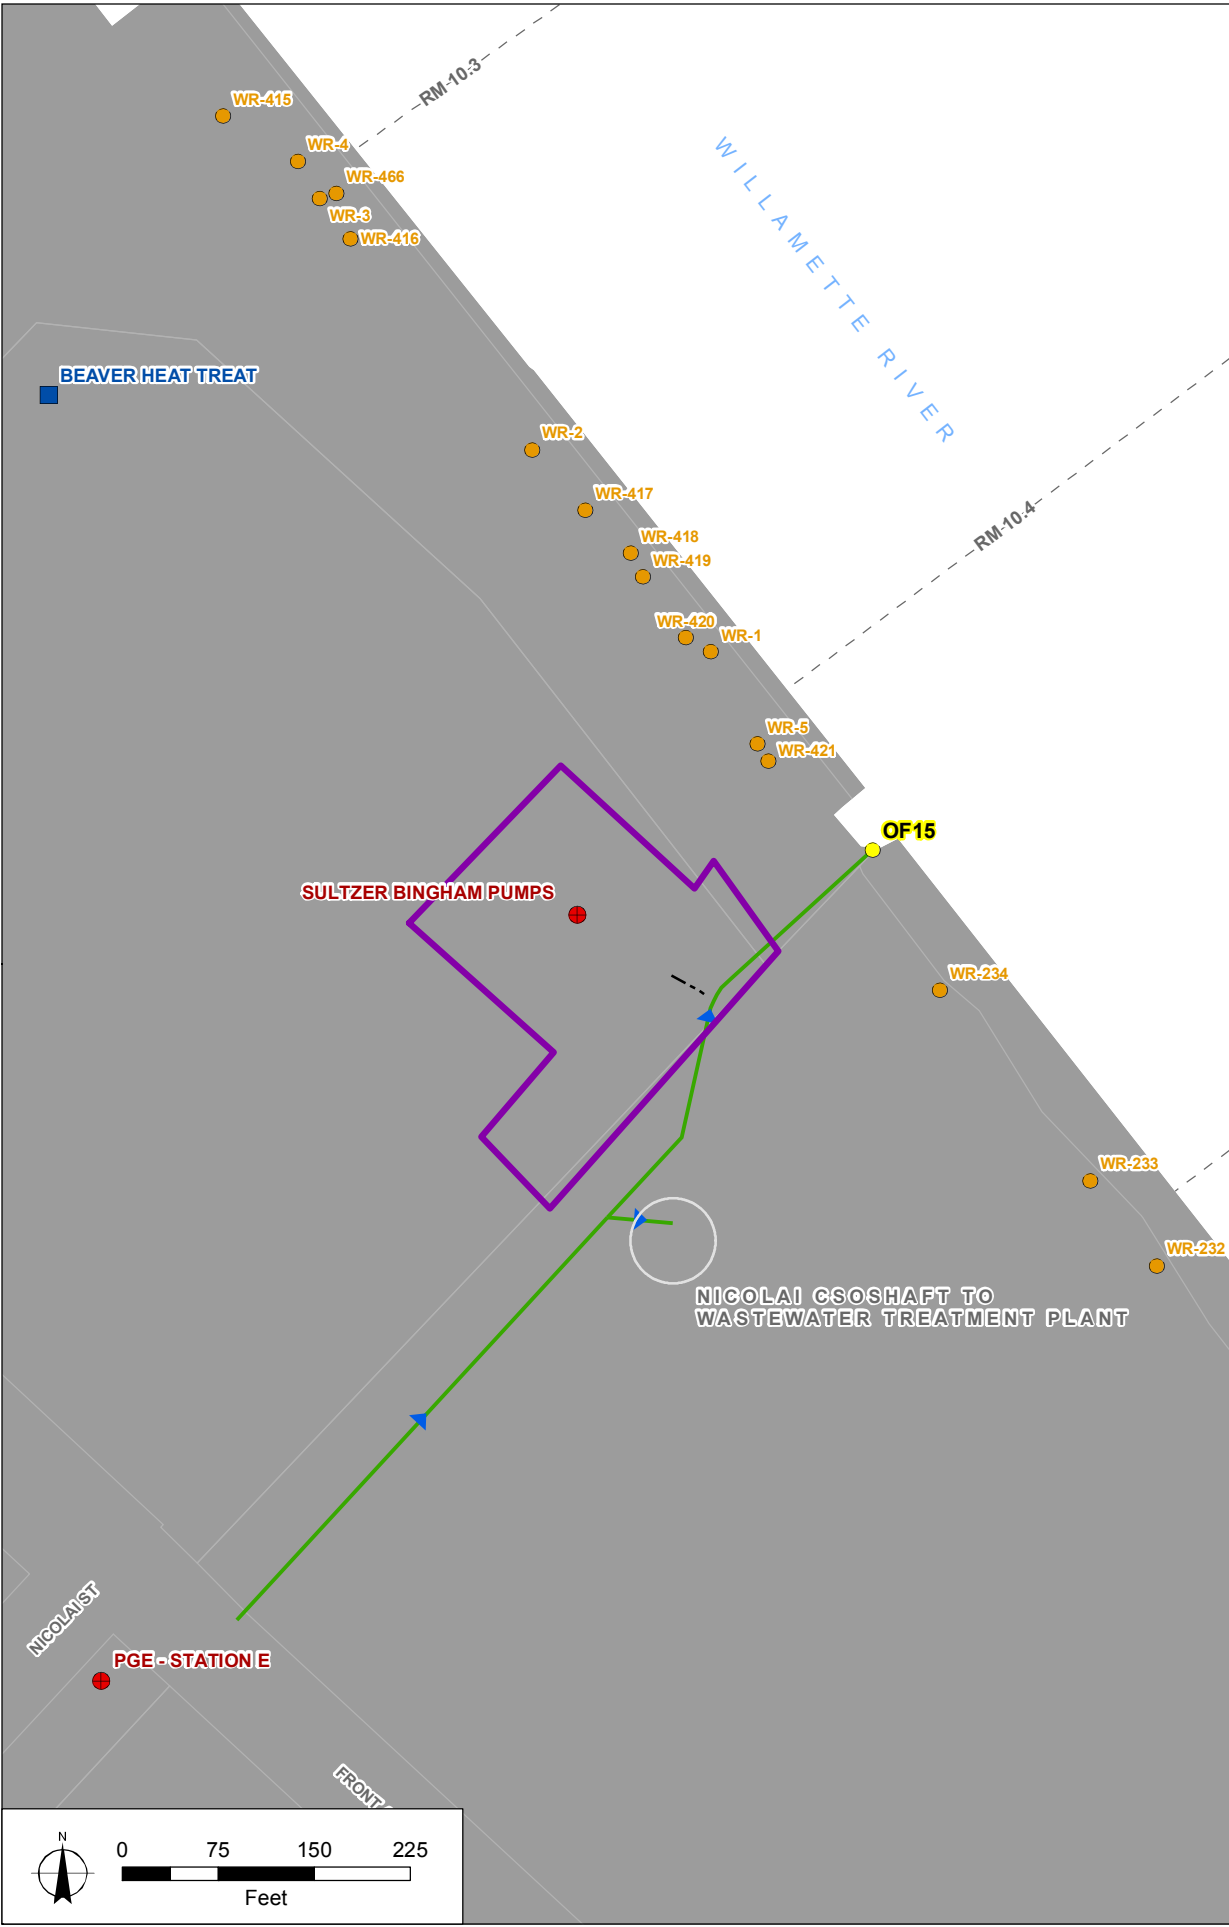 RM-10.3
WR-415
WR-4
WR-466
WR-3
WR-416
WILLAMETTE RIVER
BEAVER HEAT TREAT
WR-2
WR-417
RM-10.4
WR-418
WR-419
WR-420
WR-1
WR-5
WR-421
OF15
SULTZER BINGHAM PUMPS
WR-234
WR-233
WR-232
NICOLAI CSOSHAFT TO
WASTEWATER TREATMENT PLANT
NICOLAI ST
PGE - STATION E
FRONT
N
0 75 150 225
Feet